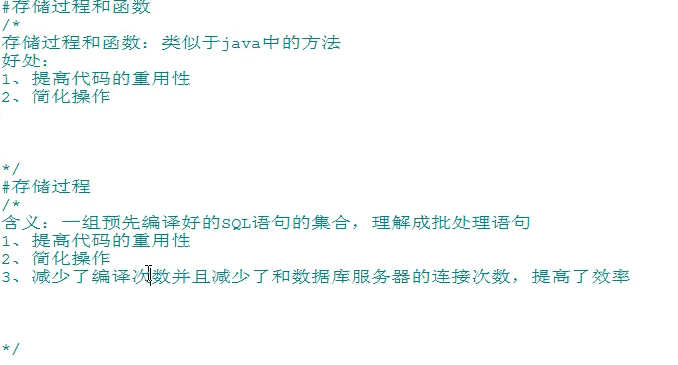 #存储过程和函数
/*
存储过程和函数：类似于java中的方法
好处：
1、提高代码的重用性
2、简化操作
*/
#存储过程
/*
含义：一组预先编译好的SQL语句的集合，理解成批处理语句
1、提高代码的重用性
2、简化操作
3、减少了编译次数并且减少了和数据库服务器的连接次数，提高了效率
*/